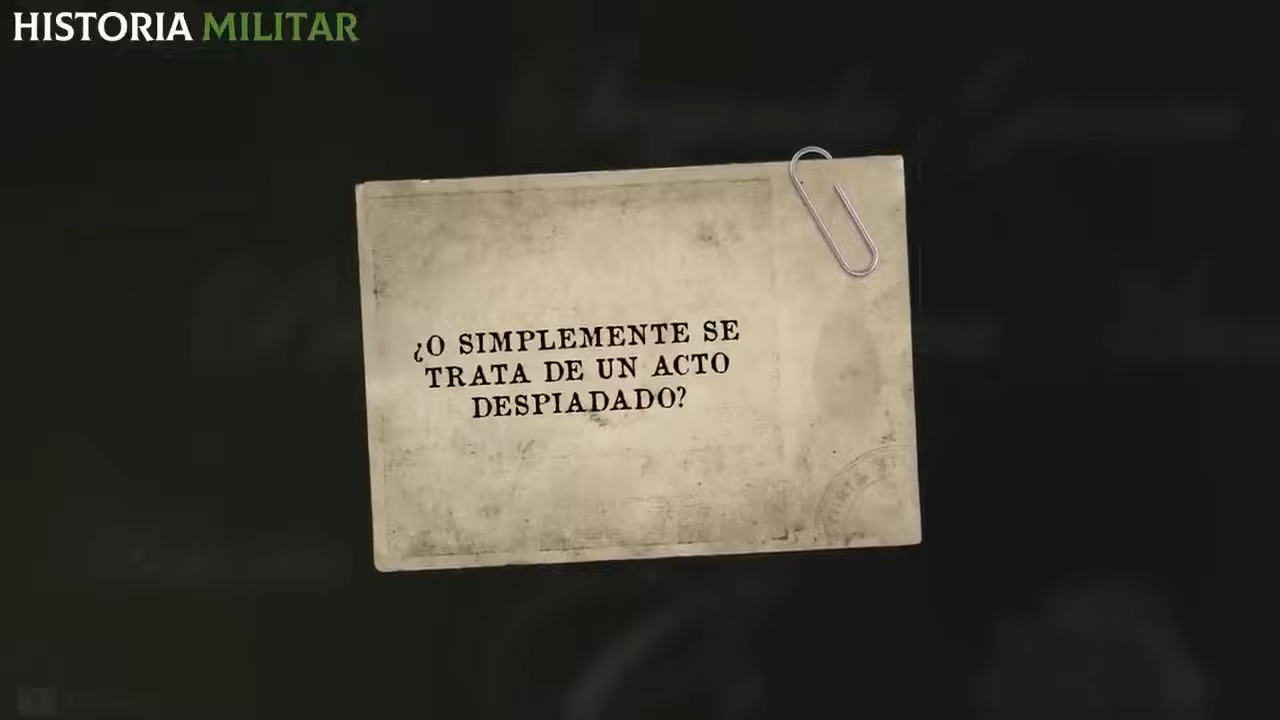 HISTORIA MILITAR
¿O SIMPLEMENTE SE
TRATA DE UN ACTO
DESPIADADO?